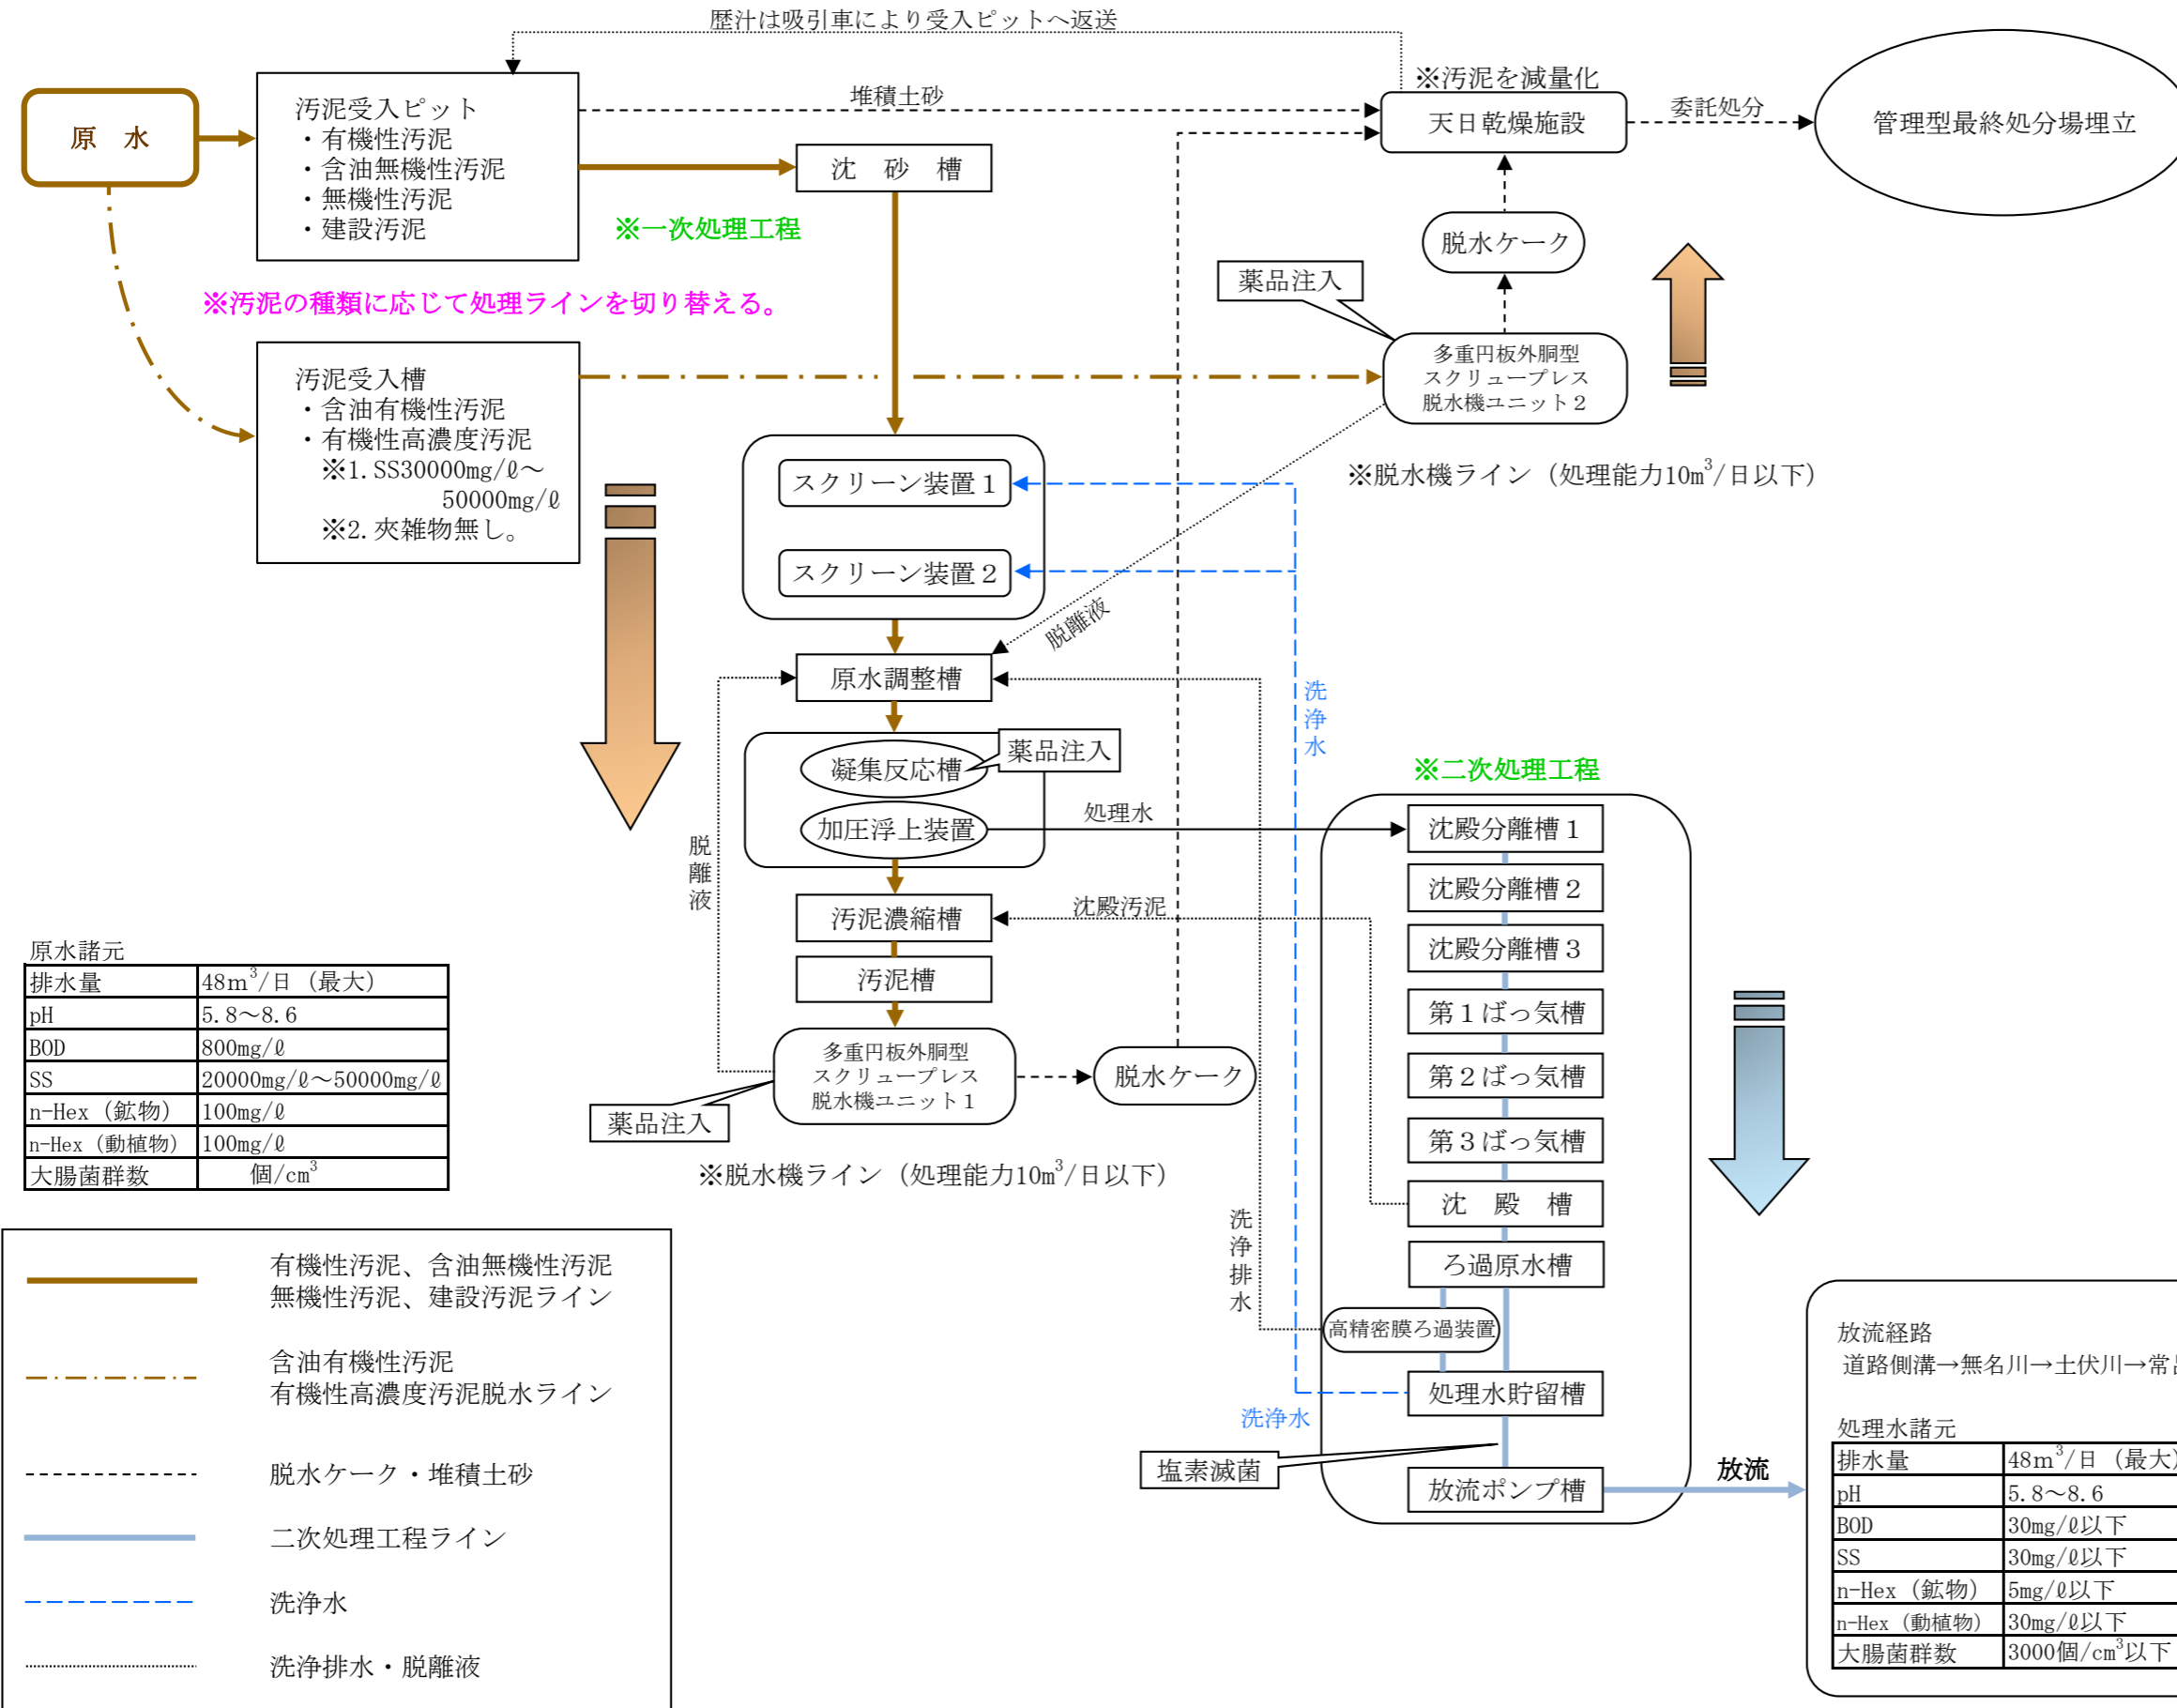 歴汁は吸引車により受入ピットへ返送
原　水
汚泥受入ピット
・有機性汚泥
・含油無機性汚泥
・無機性汚泥
・建設汚泥
堆積土砂
※汚泥を減量化
天日乾燥施設
委託処分
管理型最終処分場埋立
沈　砂　槽
※一次処理工程
脱水ケーク
薬品注入
※汚泥の種類に応じて処理ラインを切り替える。
多重円板外胴型
スクリュープレス
脱水機ユニット２
汚泥受入槽
・含油有機性汚泥
・有機性高濃度汚泥
※1.SS30000mg/ℓ～
50000mg/ℓ
※2.夾雑物無し。
※脱水機ライン（処理能力10m³/日以下）
スクリーン装置１
スクリーン装置２
脱離液
原水調整槽
洗浄水
凝集反応槽
薬品注入
加圧浮上装置
処理水
脱離液
汚泥濃縮槽
沈殿汚泥
汚泥槽
多重円板外胴型
スクリュープレス
脱水機ユニット１
脱水ケーク
薬品注入
※脱水機ライン（処理能力10m³/日以下）
※二次処理工程
沈殿分離槽１
沈殿分離槽２
沈殿分離槽３
第１ばっ気槽
第２ばっ気槽
第３ばっ気槽
沈　殿　槽
ろ過原水槽
洗浄排水
高精密膜ろ過装置
処理水貯留槽
洗浄水
塩素滅菌
放流ポンプ槽
放流
原水諸元
排水量 48m³/日（最大）
pH 5.8～8.6
BOD 800mg/ℓ
SS 20000mg/ℓ～50000mg/ℓ
n-Hex（鉱物） 100mg/ℓ
n-Hex（動植物） 100mg/ℓ
大腸菌群数 個/cm³
有機性汚泥、含油無機性汚泥
無機性汚泥、建設汚泥ライン
含油有機性汚泥
有機性高濃度汚泥脱水ライン
脱水ケーク・堆積土砂
二次処理工程ライン
洗浄水
洗浄排水・脱離液
放流経路
道路側溝→無名川→土伏川→常
処理水諸元
排水量 48m³/日（最大）
pH 5.8～8.6
BOD 30mg/ℓ以下
SS 30mg/ℓ以下
n-Hex（鉱物） 5mg/ℓ以下
n-Hex（動植物） 30mg/ℓ以下
大腸菌群数 3000個/cm³以下